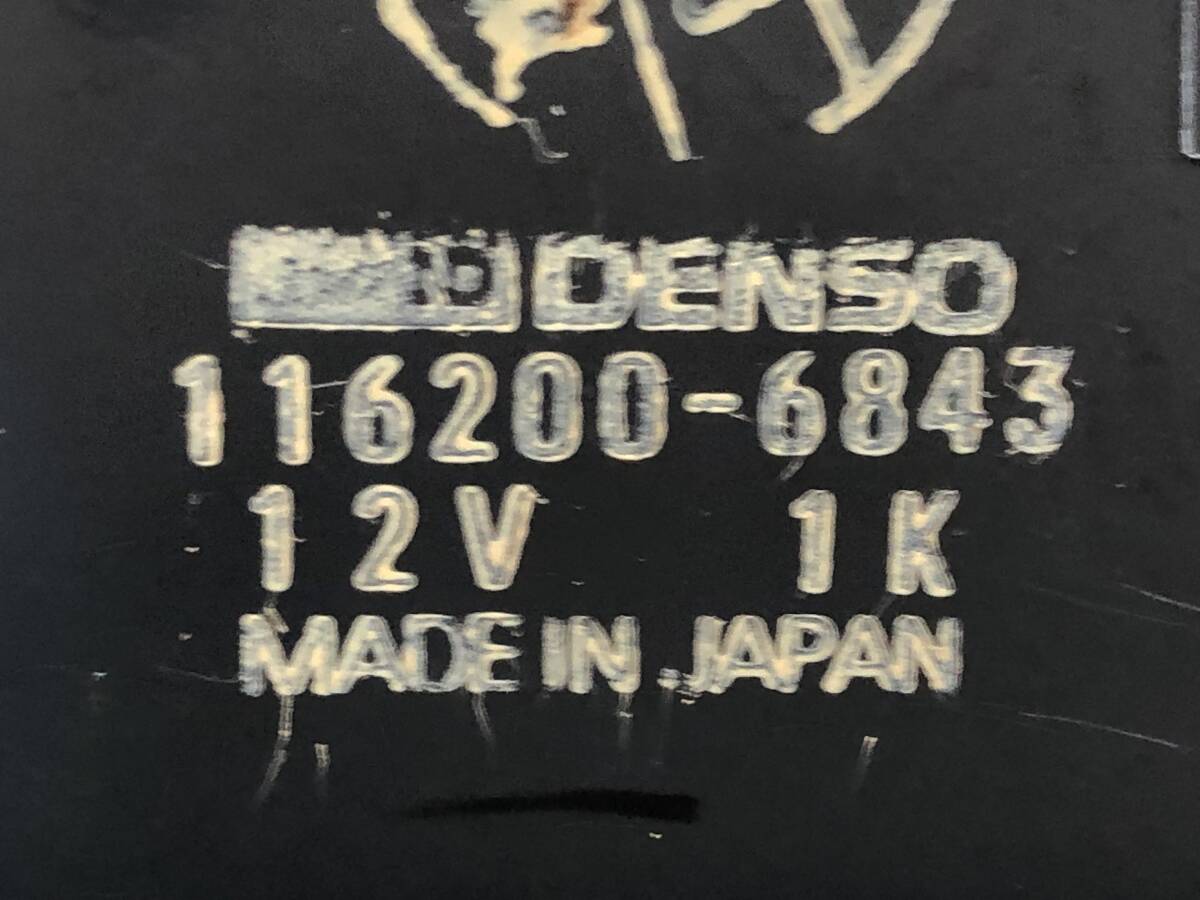 DENSO
116200-6843
12V 1K
MADE IN JAPAN